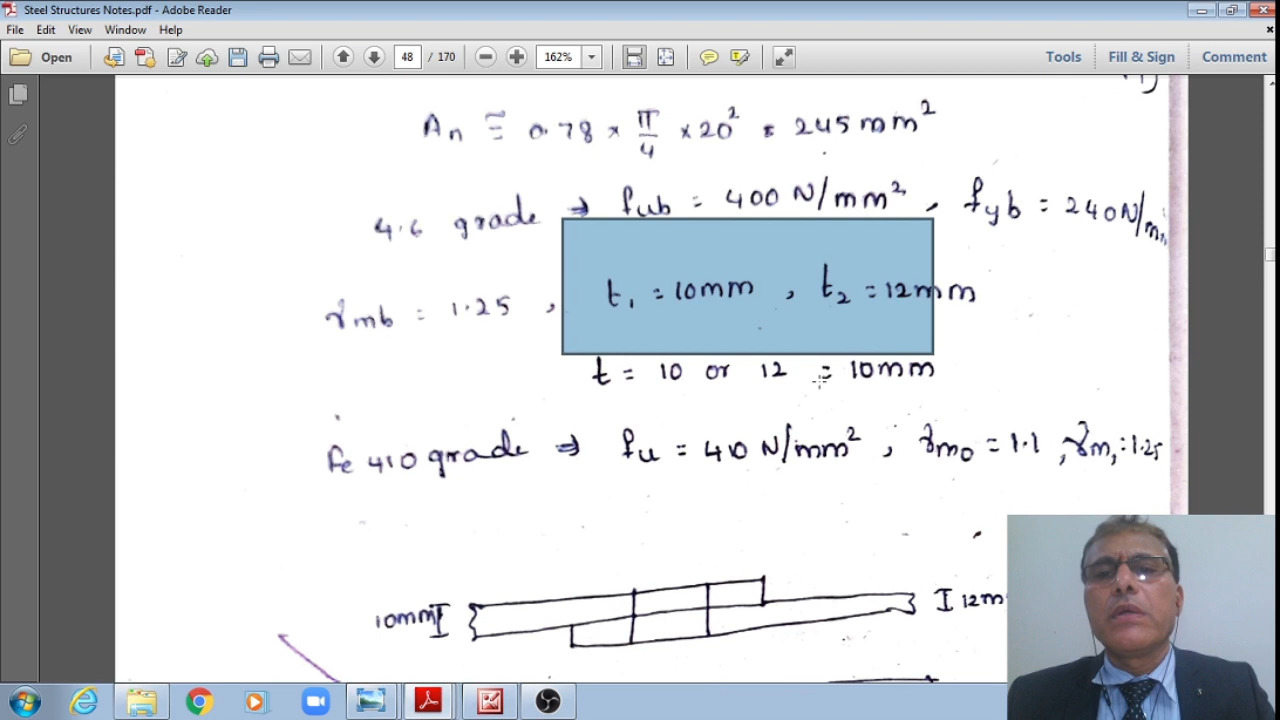 Steel Structures Notes.pdf - Adobe Reader
File Edit View Window Help
Open 48 / 170 162% Tools Fill & Sign Comment
An ≅ 0.78 × π/4 × 20² = 245 mm²
4.6 grade ⇒ fub = 400 N/mm², fyb = 240 N/m
γmb = 1.25, t₁ = 10mm, t₂ = 12mm
t = 10 or 12 = 10mm
Fe 410 grade ⇒ fu = 410 N/mm²; γm0 = 1.1, γm₁ = 1.25
10mm I I 12m